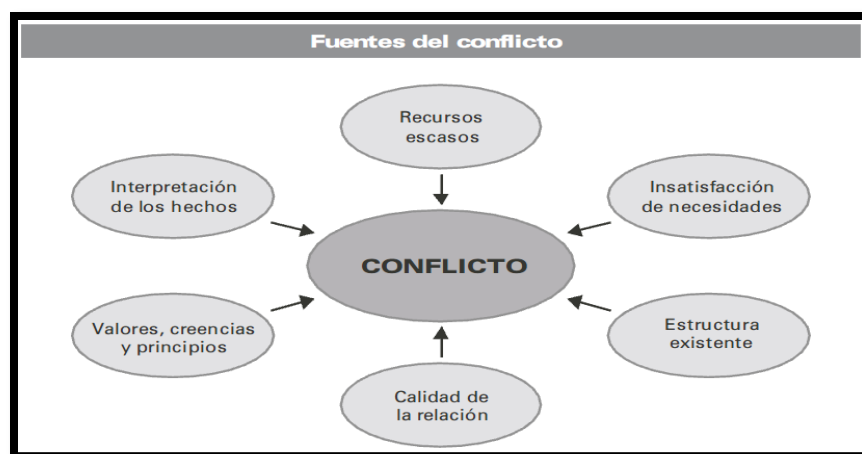 Fuentes del conflicto
Recursos
escasos
Interpretación
de los hechos
Insatisfacción
de necesidades
CONFLICTO
Valores, creencias
y principios
Estructura
existente
Calidad de
la relación